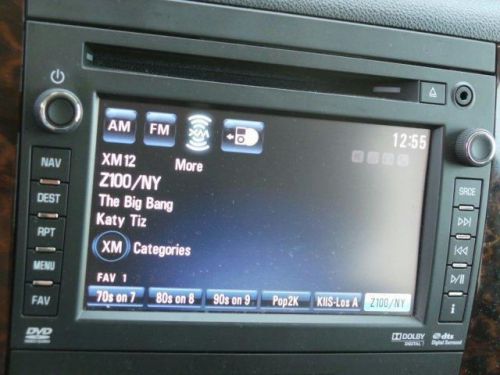 AM FM XM
12:55
XM12 More
Z100/NY
The Big Bang
Katy Tiz
XM Categories
FAV 1
70s on 7 80s on 8 90s on 9 Pop2K KIIS-Los A Z100/NY
NAV
DEST
RPT
MENU
FAV
SRCE
i
DVD
DOLBY
DIGITAL
dts
Digital Surround